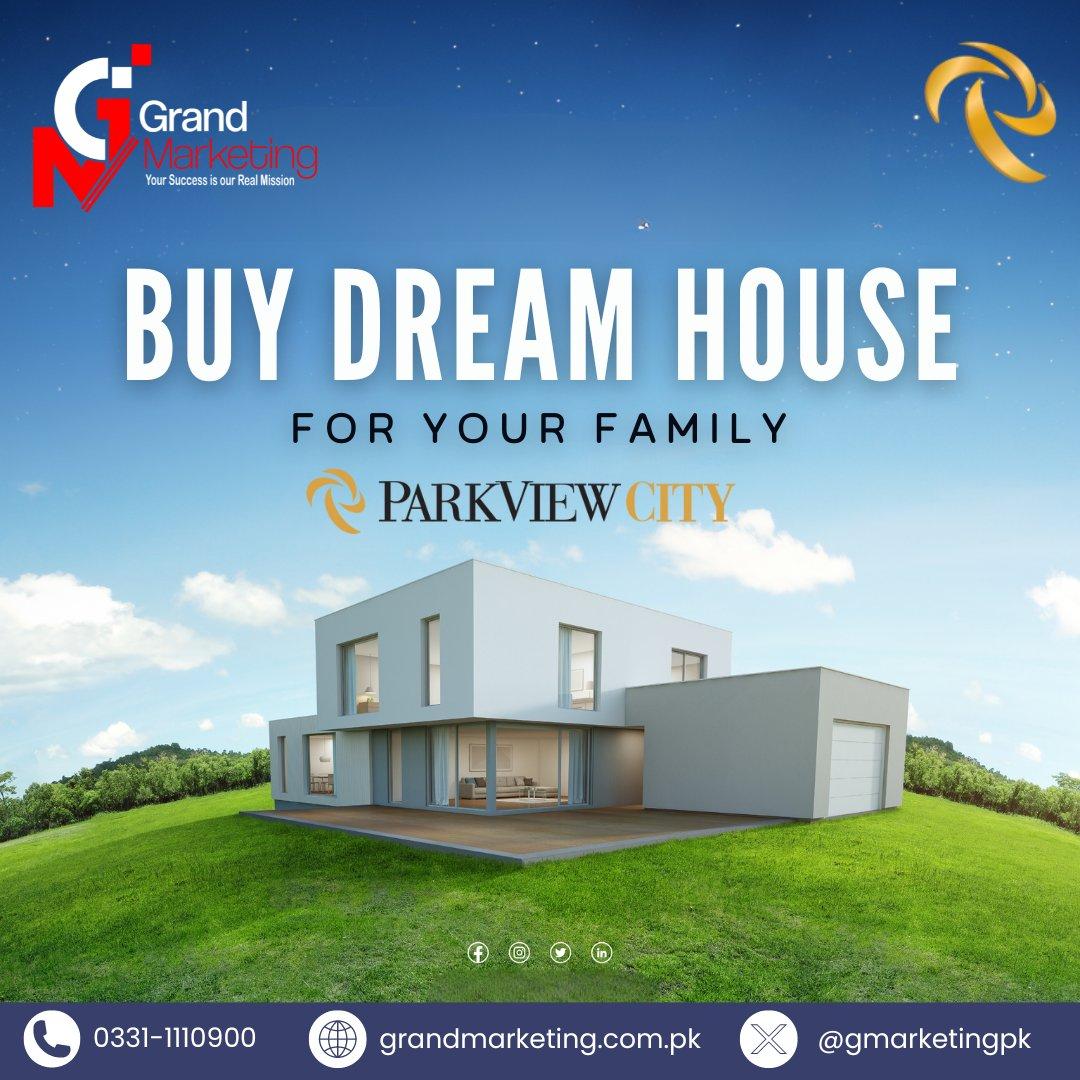 Grand
Marketing
Your Success is our Real Mission
BUY DREAM HOUSE
FOR YOUR FAMILY
PARKVIEW CITY
0331-1110900
grandmarketing.com.pk
@gmarketingpk